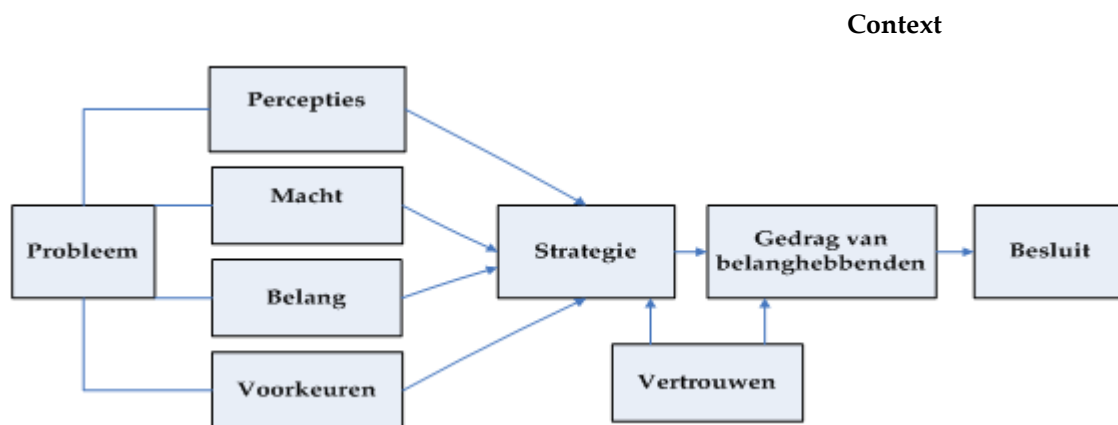 Context
Percepties
Macht
Probleem
Belang
Voorkeuren
Strategie
Gedrag van
belanghebbenden
Besluit
Vertrouwen